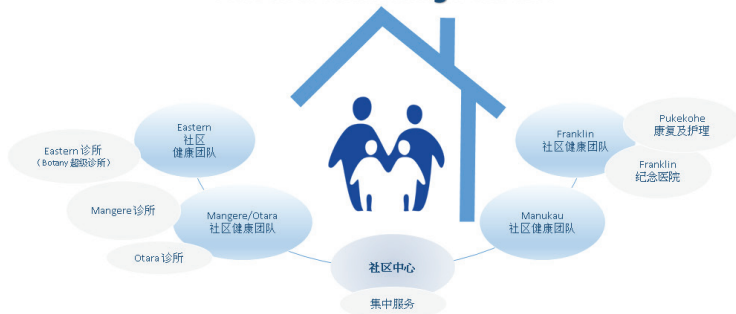 Eastern
社区
健康团队
Eastern 诊所
（Botany 超级诊所）
Mangere 诊所
Mangere/Otara
社区健康团队
Otara 诊所
社区中心
集中服务
Manukau
社区健康团队
Franklin
社区健康团队
Pukekohe
康复及护理
Franklin
纪念医院